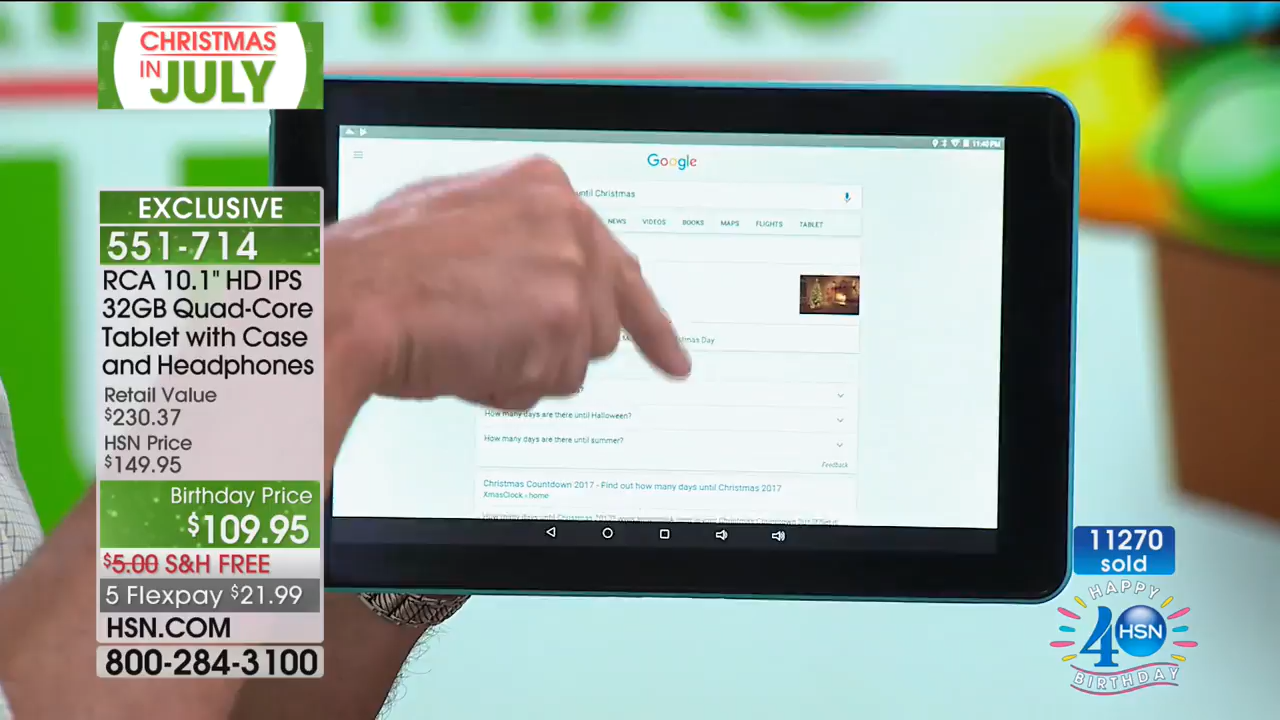 CHRISTMAS
IN JULY
EXCLUSIVE
551-714
RCA 10.1" HD IPS
32GB Quad-Core
Tablet with Case
and Headphones
Retail Value
$230.37
HSN Price
$149.95
Birthday Price
$109.95
$5.00 S&H FREE
5 Flexpay $21.99
HSN.COM
800-284-3100
11:40 PM
Google
until Christmas
NEWS VIDEOS BOOKS MAPS FLIGHTS TABLET
Day
How many days are there until Halloween?
How many days are there until summer?
Feedback
Christmas Countdown 2017 - Find out how many days until Christmas 2017
XmasClock › home
11270
sold
HAPPY
40 HSN
BIRTHDAY